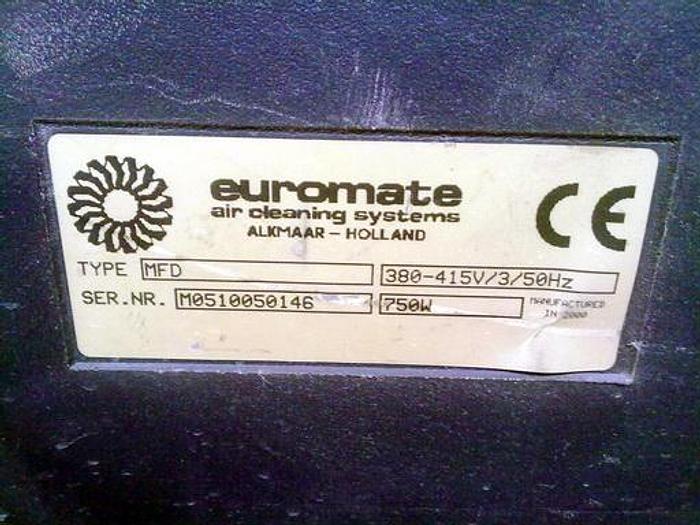 euromate
air cleaning systems
ALKMAAR - HOLLAND
CE
TYPE MFD 380-415V/3/50Hz
SER.NR. M0510050146 750W MANUFACTURED
IN 2000